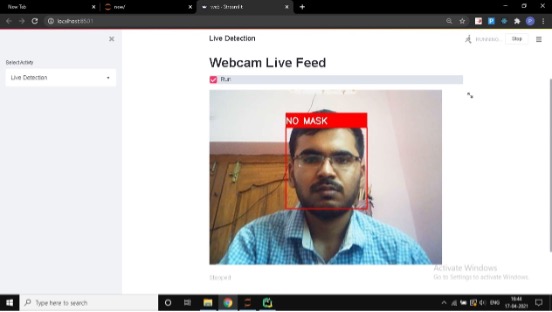 New Tab
now/
web · Streamlit
localhost:8501
Live Detection
RUNNING...
Stop
Select Activity
Live Detection
Webcam Live Feed
Run
NO MASK
Stopped
Activate Windows
Go to Settings to activate Windows.
Type here to search
ENG
16:44
17-04-2021